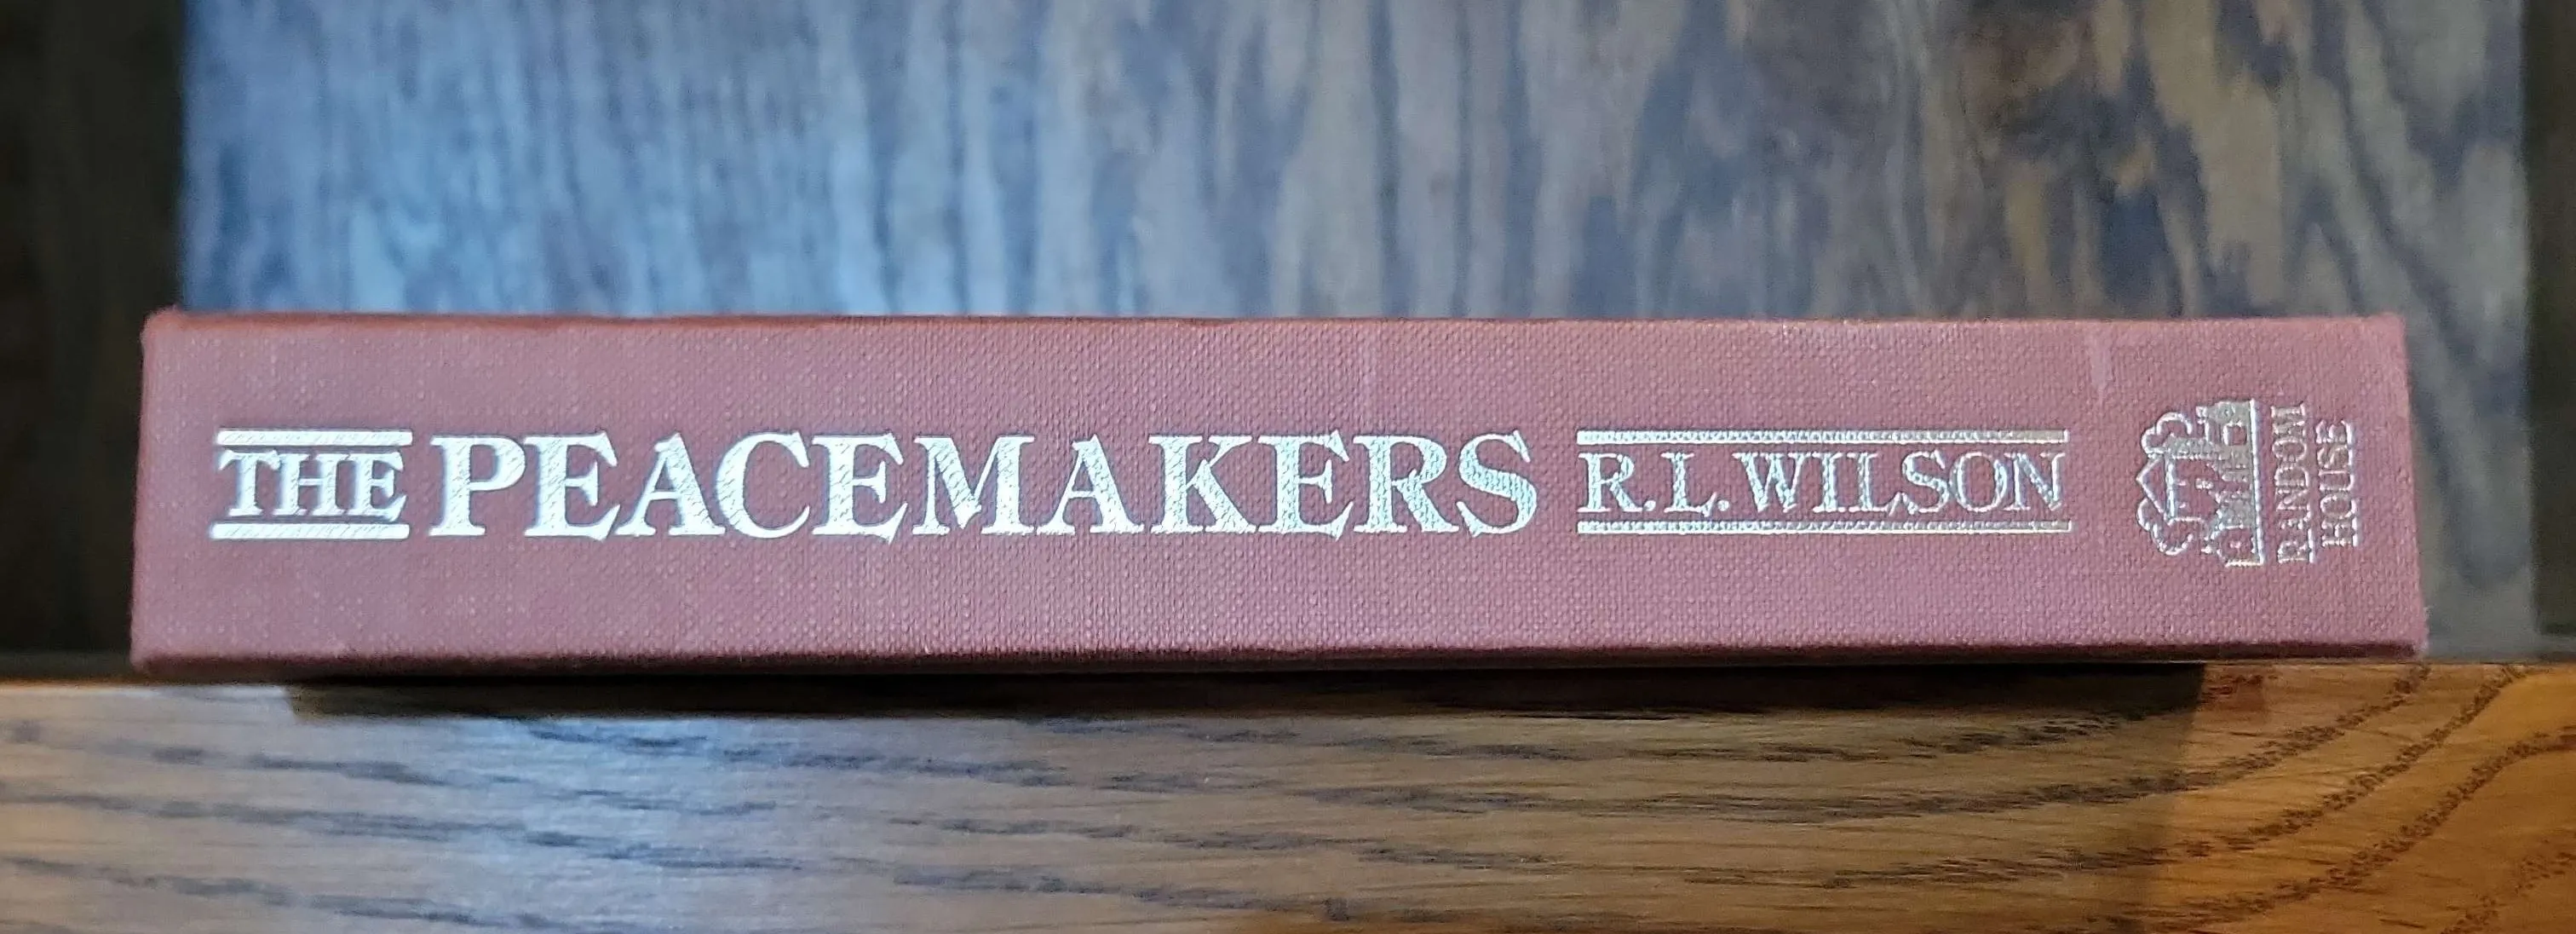 THE PEACEMAKERS R.L. WILSON
RANDOM
HOUSE